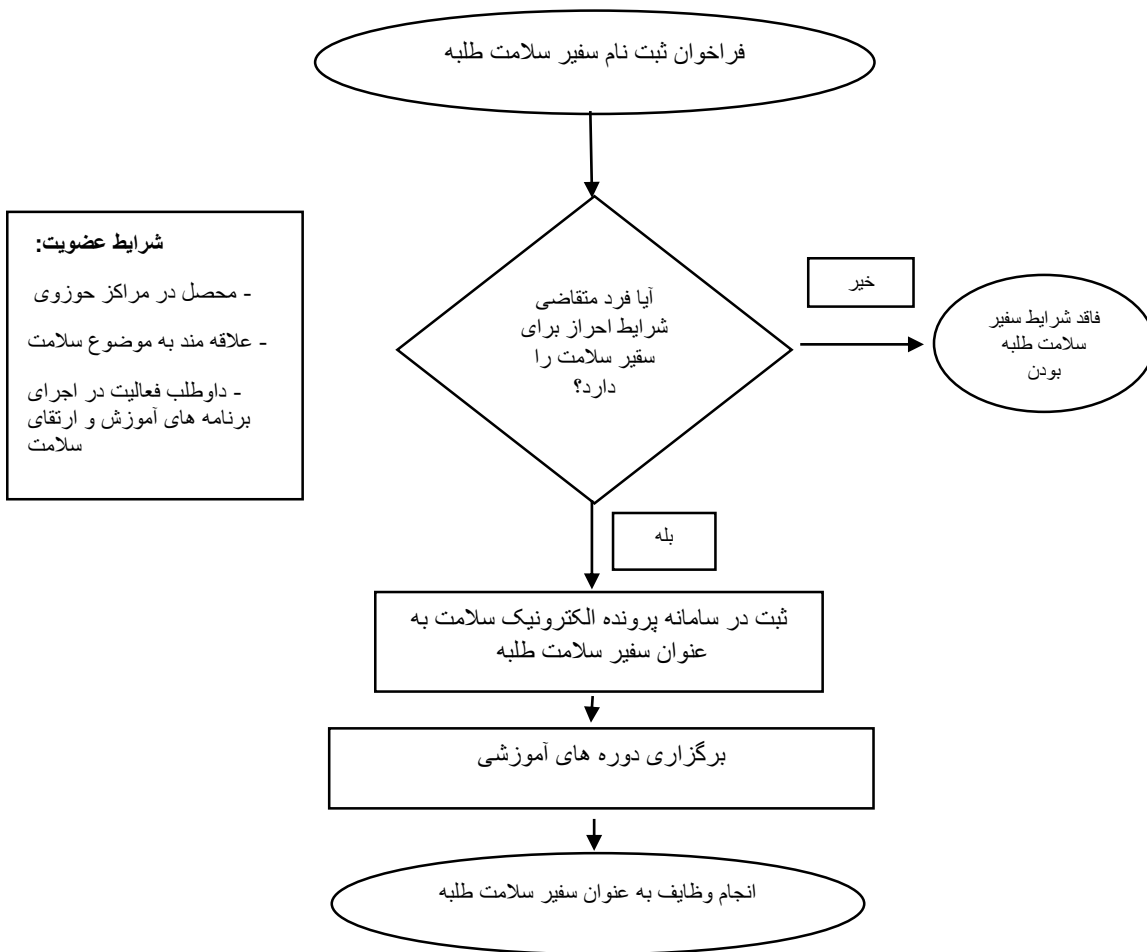 فراخوان ثبت نام سفیر سلامت طلبه
شرایط عضویت:
- محصل در مراکز حوزوی
- علاقه مند به موضوع سلامت
- داوطلب فعالیت در اجرای
برنامه های آموزش و ارتقای
سلامت
آیا فرد متقاضی
شرایط احراز برای
سقیر سلامت را
دارد؟
خیر
فاقد شرایط سفیر
سلامت طلبه
بودن
بله
ثبت در سامانه پرونده الکترونیک سلامت به
عنوان سفیر سلامت طلبه
برگزاری دوره های آموزشی
انجام وظایف به عنوان سفیر سلامت طلبه